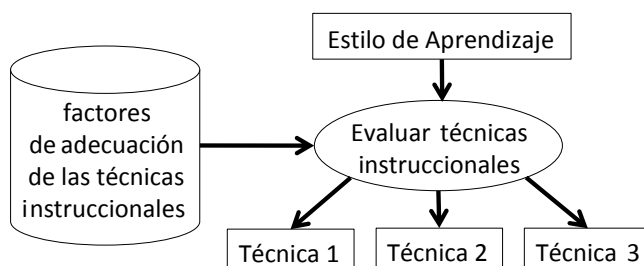 Estilo de Aprendizaje
factores
de adecuación
de las técnicas
instruccionales
Evaluar técnicas
instruccionales
Técnica 1
Técnica 2
Técnica 3